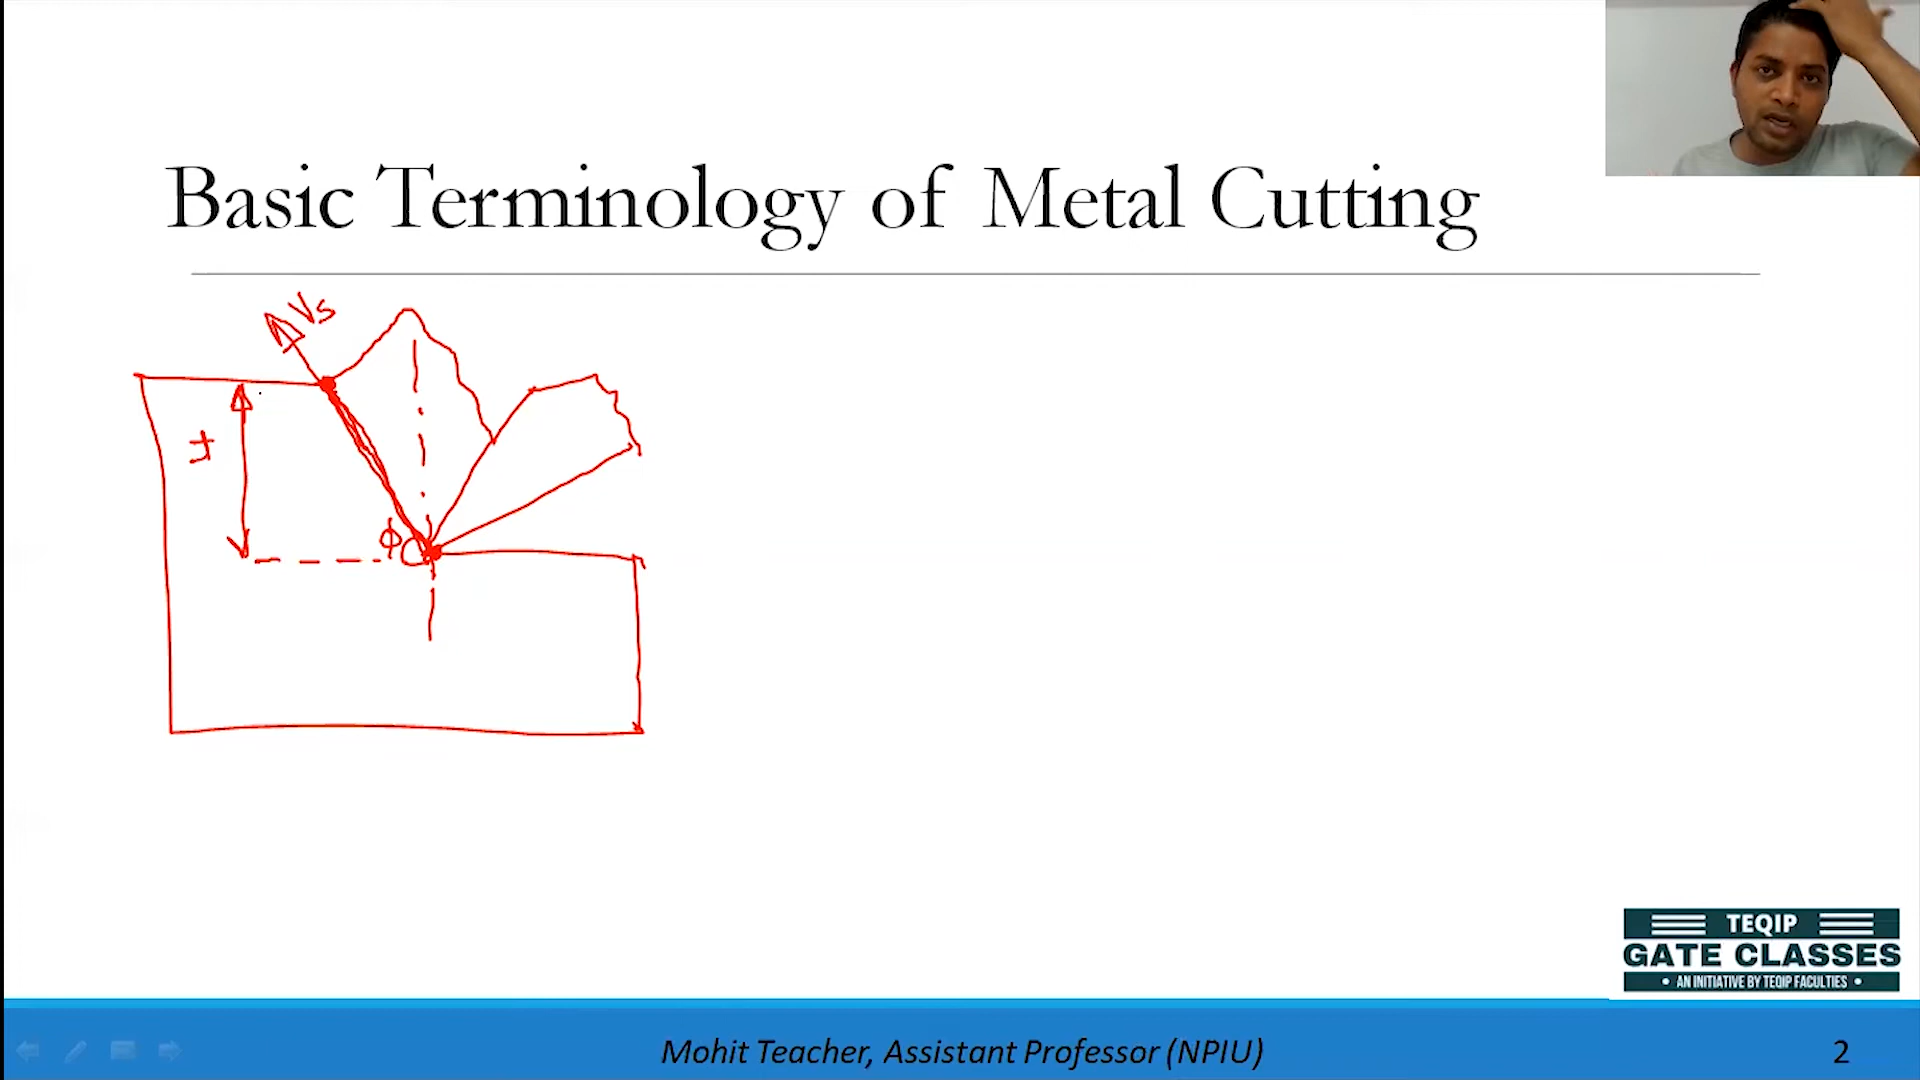 Basic Terminology of Metal Cutting
Vs
t
Φ
TEQIP
GATE CLASSES
• AN INITIATIVE BY TEQIP FACULTIES •
Mohit Teacher, Assistant Professor (NPIU)
2